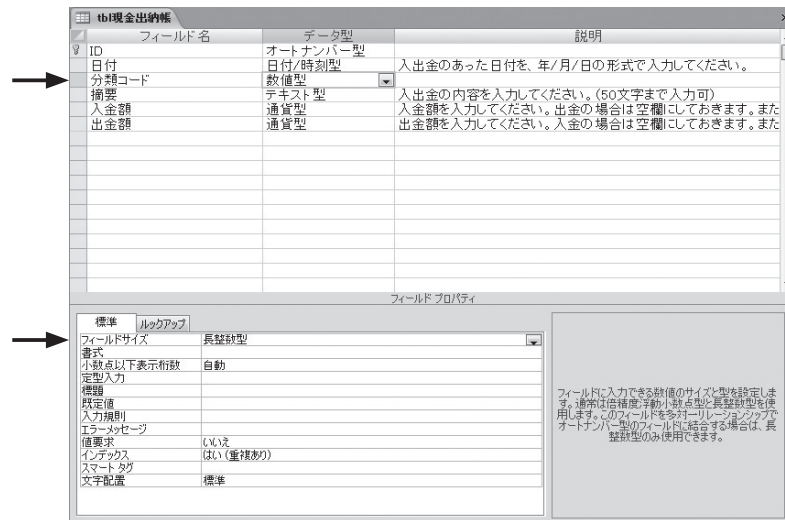 tbl現金出納帳
フィールド名 データ型 説明
ID オートナンバー型
日付 日付/時刻型 入出金のあった日付を、年/月/日の形式で入力してください。
分類コード 数値型
摘要 テキスト型 入出金の内容を入力してください。(50文字まで入力可)
入金額 通貨型 入金額を入力してください。出金の場合は空欄にしておきます。また
出金額 通貨型 出金額を入力してください。入金の場合は空欄にしておきます。また
フィールド プロパティ
標準 ルックアップ
フィールドサイズ 長整数型
書式
小数点以下表示桁数 自動
定型入力
標題
既定値
入力規則
エラーメッセージ
値要求 いいえ
インデックス はい (重複あり)
スマート タグ
文字配置 標準
フィールドに入力できる数値のサイズと型を設定しま
す。通常は倍精度浮動小数点型と長整数型を使
用します。このフィールドを多対一リレーションシップで
オートナンバー型のフィールドに結合する場合は、長
整数型のみ使用できます。